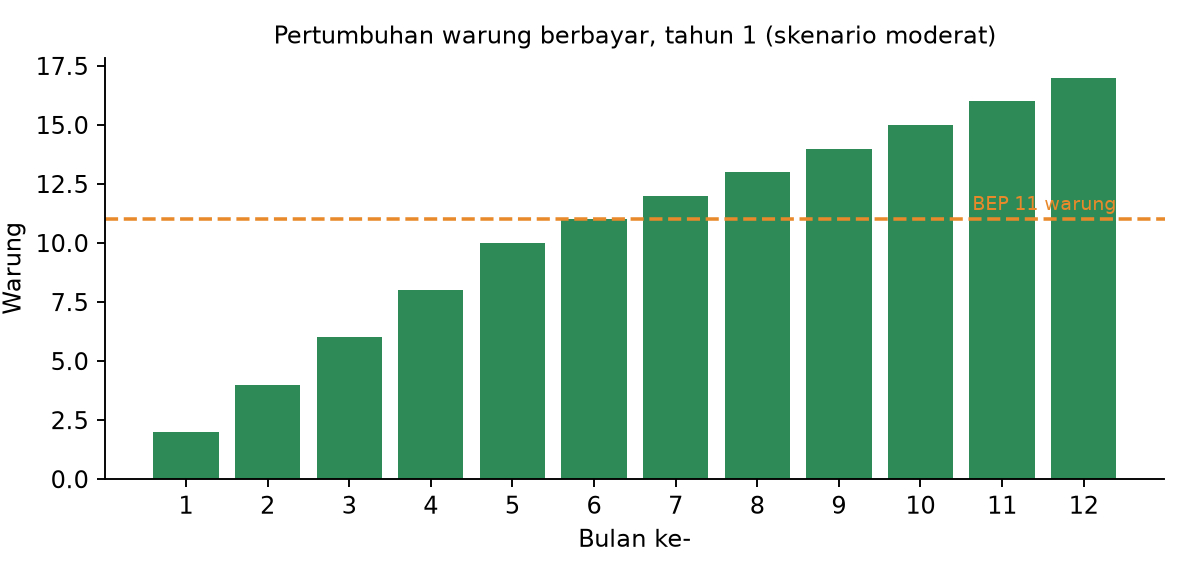 Pertumbuhan warung berbayar, tahun 1 (skenario moderat)
17.5
15.0
12.5
10.0
7.5
5.0
2.5
0.0
Warung
BEP 11 warung
1 2 3 4 5 6 7 8 9 10 11 12
Bulan ke-